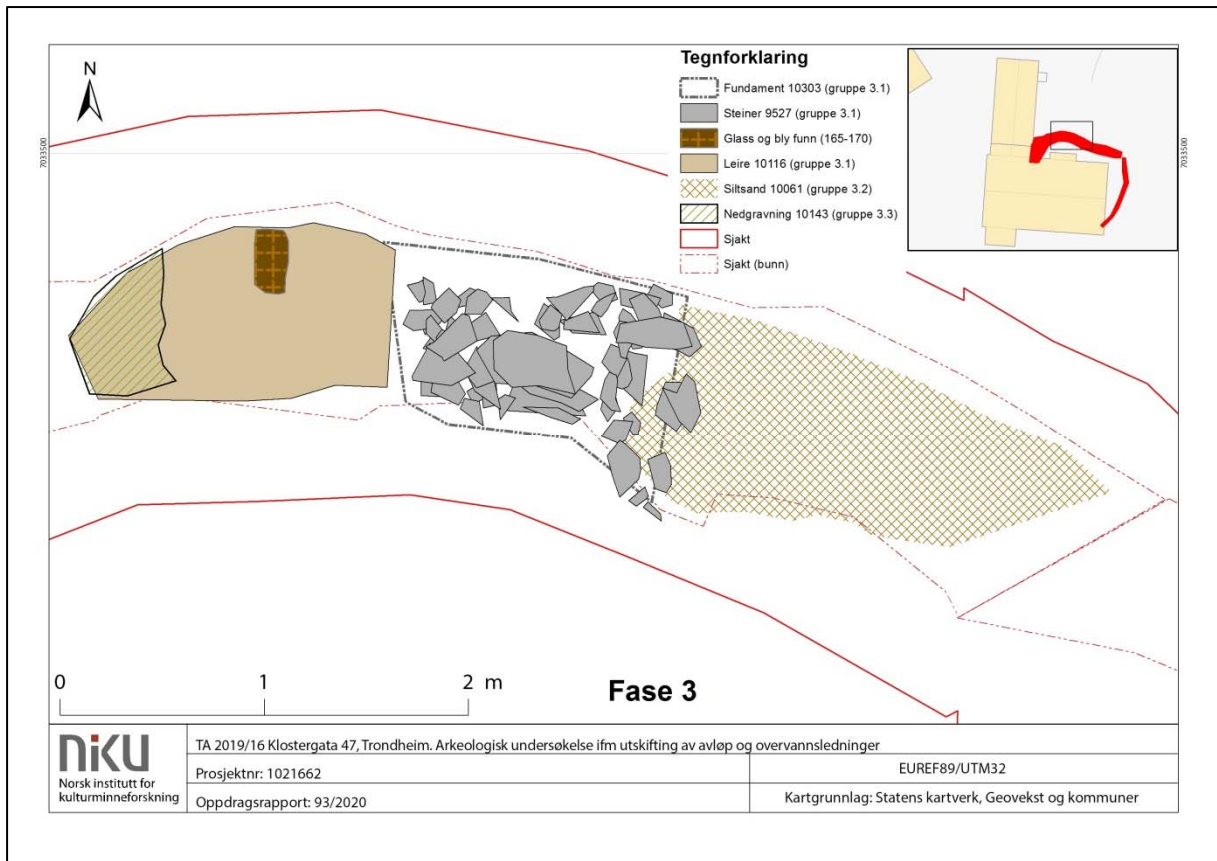 N
7033500
Tegnforklaring
Fundament 10303 (gruppe 3.1)
Steiner 9527 (gruppe 3.1)
Glass og bly funn (165-170)
Leire 10116 (gruppe 3.1)
Siltsand 10061 (gruppe 3.2)
Nedgravning 10143 (gruppe 3.3)
Sjakt
Sjakt (bunn)
7033500
0 1 2 m
Fase 3
niku
Norsk institutt for
kulturminneforskning
TA 2019/16 Klostergata 47, Trondheim. Arkeologisk undersøkelse ifm utskifting av avløp og overvannsledninger
Prosjektnr: 1021662
EUREF89/UTM32
Oppdragsrapport: 93/2020
Kartgrunnlag: Statens kartverk, Geovekst og kommuner